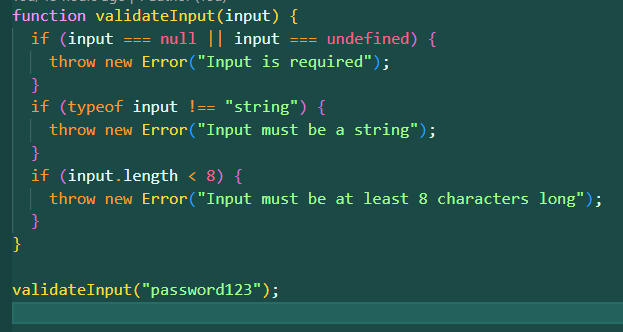 function validateInput(input) {
  if (input === null || input === undefined) {
    throw new Error("Input is required");
  }
  if (typeof input !== "string") {
    throw new Error("Input must be a string");
  }
  if (input.length < 8) {
    throw new Error("Input must be at least 8 characters long");
  }
}

validateInput("password123");